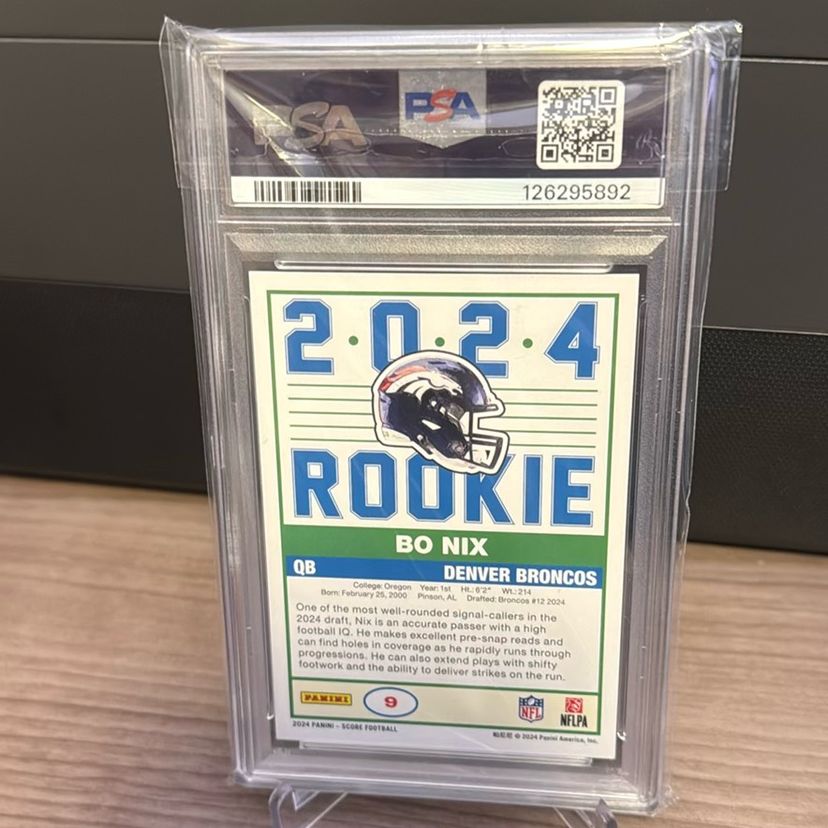 PSA
PSA
126295892
2·0·2·4
ROOKIE
BO NIX
QB DENVER BRONCOS
College: Oregon Year: 1st Ht.: 6'2" Wt.: 214
Born: February 25, 2000 Pinson, AL Drafted: Broncos #12 2024
One of the most well-rounded signal-callers in the
2024 draft, Nix is an accurate passer with a high
football IQ. He makes excellent pre-snap reads and
can find holes in coverage as he rapidly runs through
progressions. He can also extend plays with shifty
footwork and the ability to deliver strikes on the run.
PANINI 9 NFL NFLPA
2024 PANINI – SCORE FOOTBALL
© 2024 Panini America, Inc.